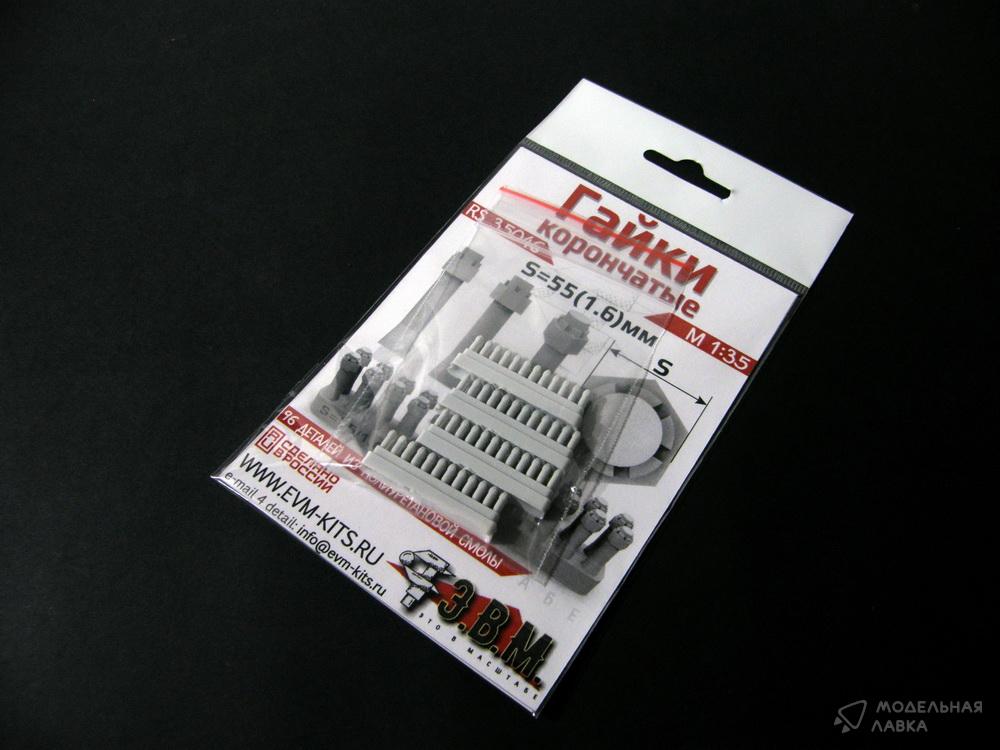 Гайки
корончатые
RS 35046
S=55(1.6)мм
М 1:35
S
96 ДЕТАЛЕЙ ИЗ ПОЛИУРЕТАНОВОЙ СМОЛЫ
СДЕЛАНО
В РОССИИ
WWW.EVM-KITS.RU
e-mail 4 detail: info@evm-kits.ru
Э.В.М.
ЭТО В МАСШТАБЕ
МОДЕЛЬНАЯ
ЛАВКА